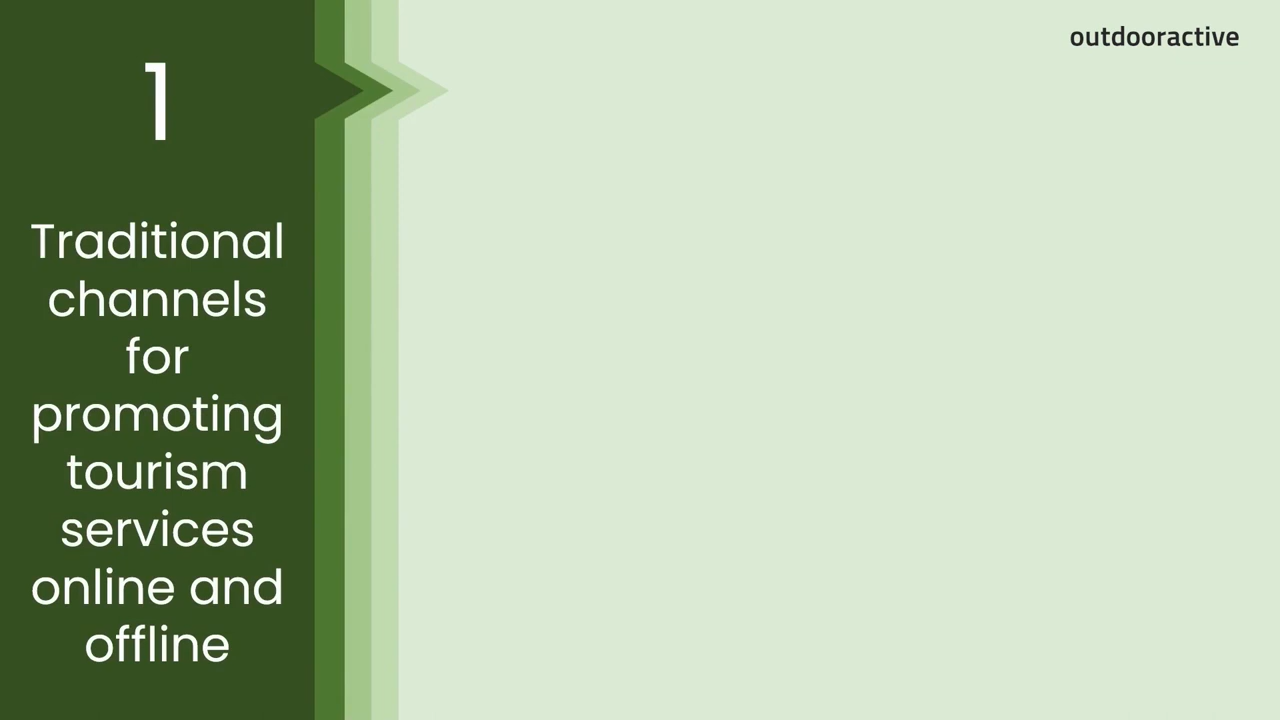 outdooractive
1
Traditional
channels
for
promoting
tourism
services
online and
offline